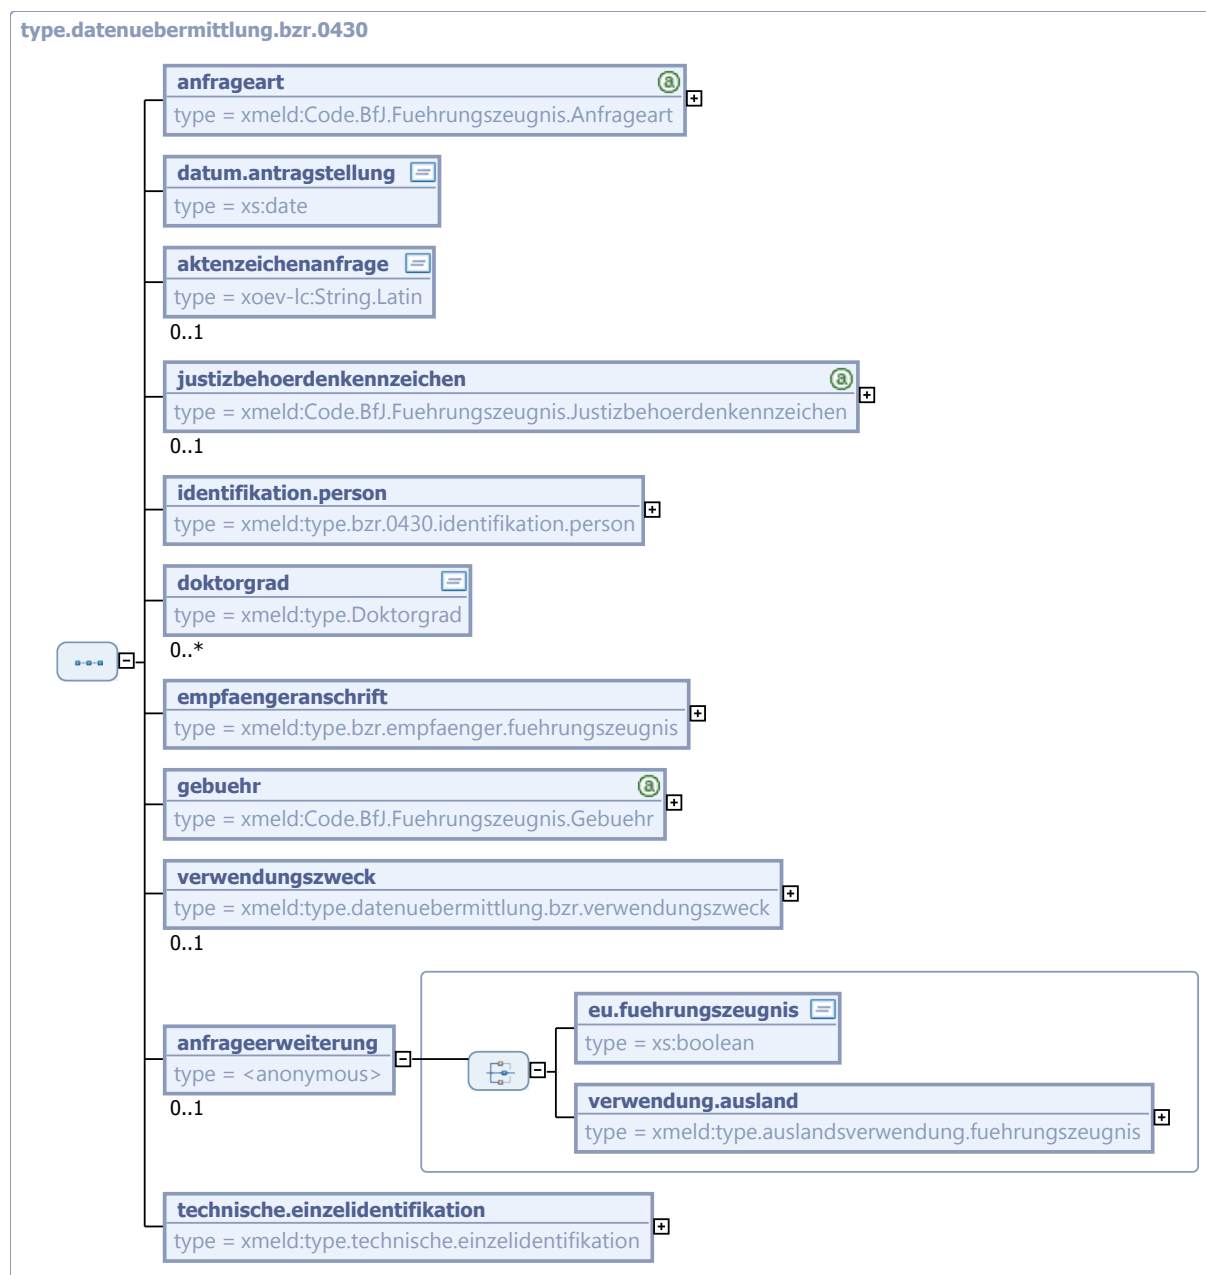 type.datenuebermittlung.bzr.0430
anfrageart
type = xmeld:Code.BfJ.Fuehrungszeugnis.Anfrageart
datum.antragstellung
type = xs:date
aktenzeichenanfrage
type = xoev-lc:String.Latin
0..1
justizbehoerdenkennzeichen
type = xmeld:Code.BfJ.Fuehrungszeugnis.Justizbehoerdenkennzeichen
0..1
identifikation.person
type = xmeld:type.bzr.0430.identifikation.person
doktorgrad
type = xmeld:type.Doktorgrad
0..*
empfaengeranschrift
type = xmeld:type.bzr.empfaenger.fuehrungszeugnis
gebuehr
type = xmeld:Code.BfJ.Fuehrungszeugnis.Gebuehr
verwendungszweck
type = xmeld:type.datenuebermittlung.bzr.verwendungszweck
0..1
anfrageerweiterung
type = <anonymous>
0..1
eu.fuehrungszeugnis
type = xs:boolean
verwendung.ausland
type = xmeld:type.auslandsverwendung.fuehrungszeugnis
technische.einzelidentifikation
type = xmeld:type.technische.einzelidentifikation